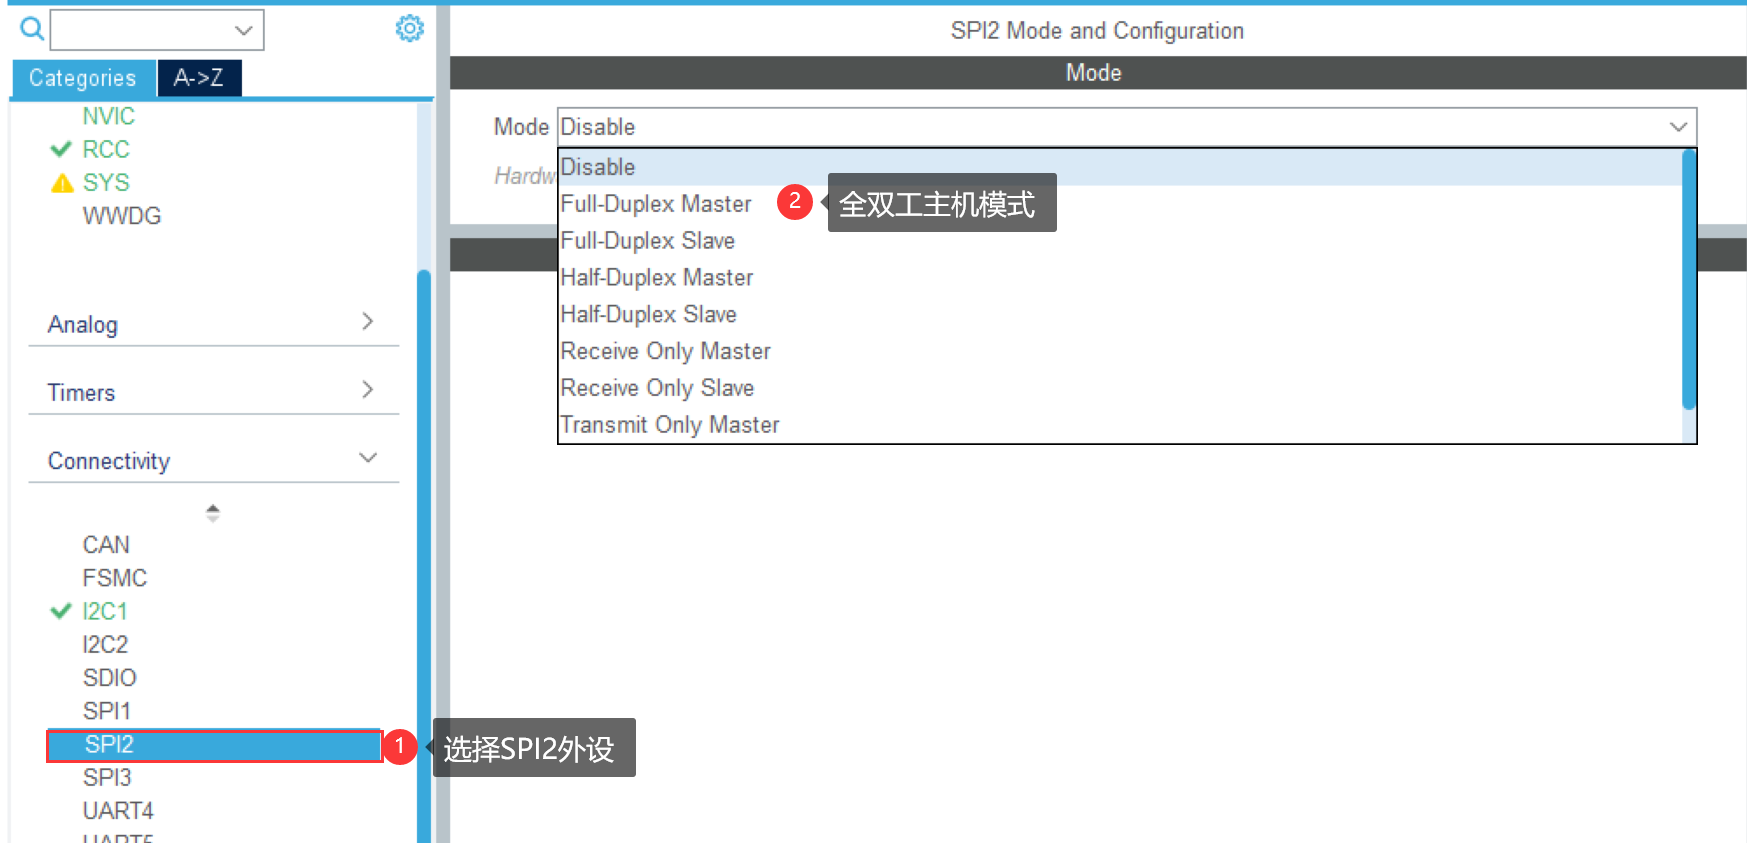 Categories
A->Z
NVIC
RCC
SYS
WWDG
Analog
Timers
Connectivity
CAN
FSMC
I2C1
I2C2
SDIO
SPI1
SPI2
1
选择SPI2外设
SPI3
UART4
UART5
SPI2 Mode and Configuration
Mode
Mode Disable
Hardw
Disable
Full-Duplex Master
2
全双工主机模式
Full-Duplex Slave
Half-Duplex Master
Half-Duplex Slave
Receive Only Master
Receive Only Slave
Transmit Only Master